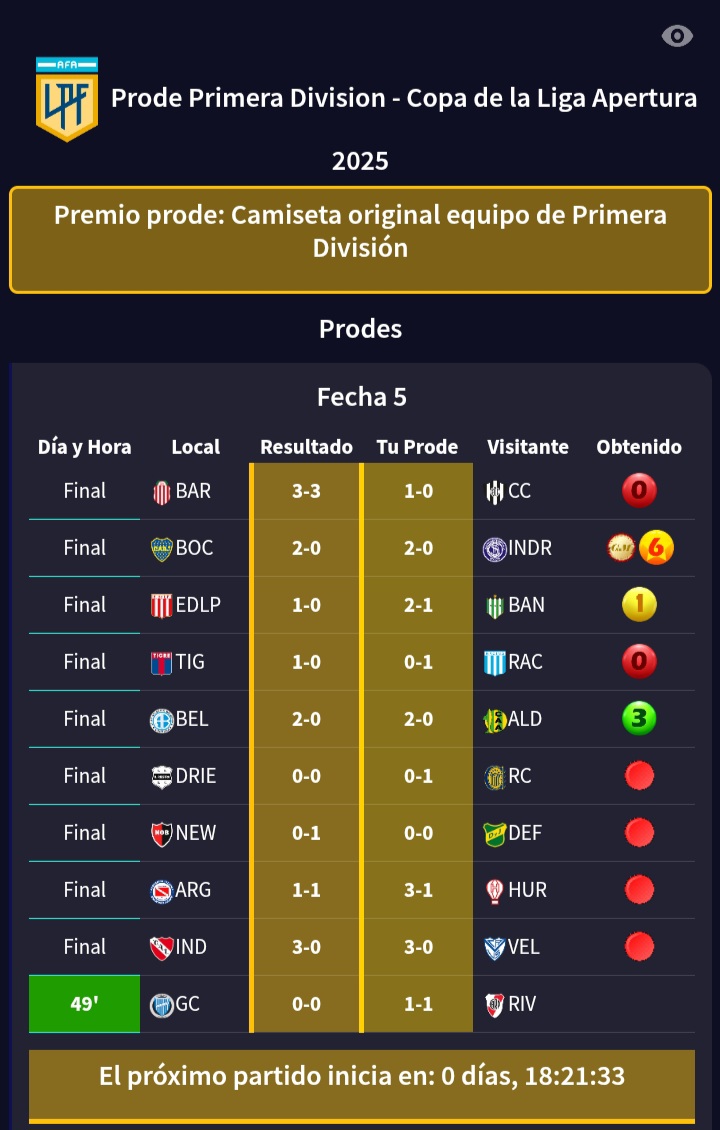 AFA
LPF
Prode Primera Division - Copa de la Liga Apertura
2025
Premio prode: Camiseta original equipo de Primera
División
Prodes
Fecha 5
Día y Hora Local Resultado Tu Prode Visitante Obtenido
Final BAR 3-3 1-0 CC 0
Final BOC 2-0 2-0 INDR 6
Final EDLP 1-0 2-1 BAN 1
Final TIG 1-0 0-1 RAC 0
Final BEL 2-0 2-0 ALD 3
Final DRIE 0-0 0-1 RC
Final NEW 0-1 0-0 DEF
Final ARG 1-1 3-1 HUR
Final IND 3-0 3-0 VEL
49' GC 0-0 1-1 RIV
El próximo partido inicia en: 0 días, 18:21:33